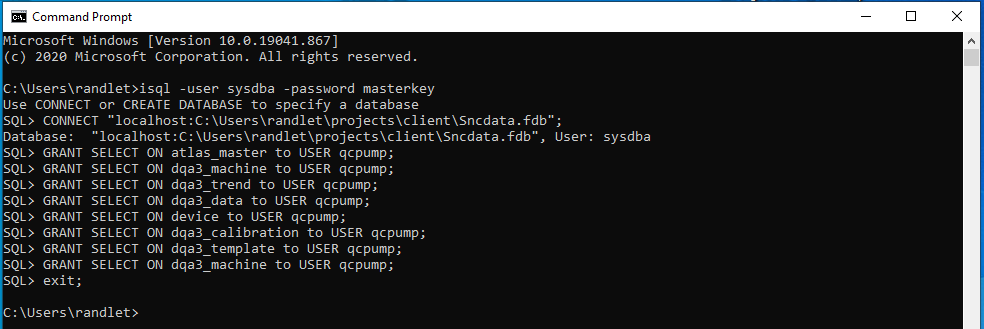 Command Prompt
Microsoft Windows [Version 10.0.19041.867]
(c) 2020 Microsoft Corporation. All rights reserved.
C:\Users\randlet>isql -user sysdba -password masterkey
Use CONNECT or CREATE DATABASE to specify a database
SQL> CONNECT "localhost:C:\Users\randlet\projects\client\Sncdata.fdb";
Database:  "localhost:C:\Users\randlet\projects\client\Sncdata.fdb", User: sysdba
SQL> GRANT SELECT ON atlas_master to USER qcpump;
SQL> GRANT SELECT ON dqa3_machine to USER qcpump;
SQL> GRANT SELECT ON dqa3_trend to USER qcpump;
SQL> GRANT SELECT ON dqa3_data to USER qcpump;
SQL> GRANT SELECT ON device to USER qcpump;
SQL> GRANT SELECT ON dqa3_calibration to USER qcpump;
SQL> GRANT SELECT ON dqa3_template to USER qcpump;
SQL> GRANT SELECT ON dqa3_machine to USER qcpump;
SQL> exit;
C:\Users\randlet>